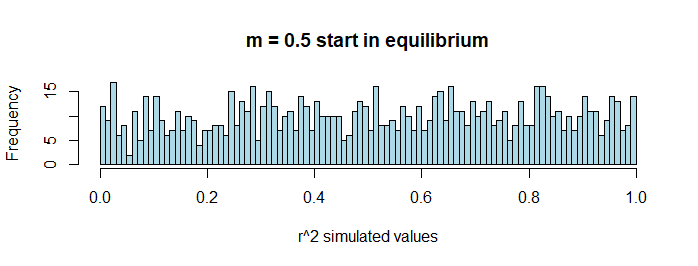 m = 0.5 start in equilibrium
Frequency
15
5
0
0.0 0.2 0.4 0.6 0.8 1.0
r^2 simulated values